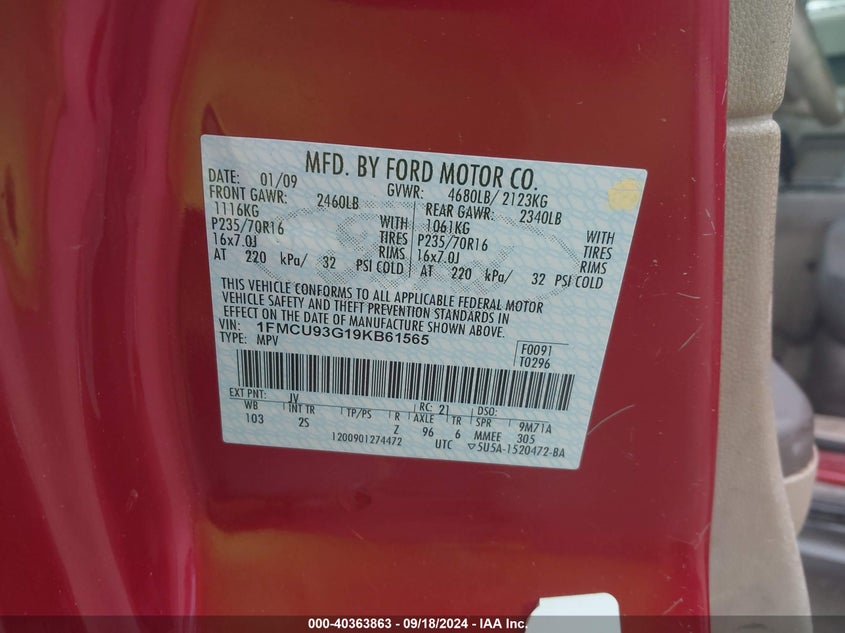 MFD. BY FORD MOTOR CO.
DATE: 01/09 GVWR: 4680LB/ 2123KG
FRONT GAWR: 2460LB REAR GAWR: 2340LB
1116KG WITH 1061KG WITH
P235/70R16 TIRES P235/70R16 TIRES
16x7.0J RIMS 16x7.0J RIMS
AT 220 kPa/ 32 PSI COLD AT 220 kPa/ 32 PSI COLD
THIS VEHICLE CONFORMS TO ALL APPLICABLE FEDERAL MOTOR
VEHICLE SAFETY AND THEFT PREVENTION STANDARDS IN
EFFECT ON THE DATE OF MANUFACTURE SHOWN ABOVE.
VIN: 1FMCU93G19KB61565
TYPE: MPV
F0091
T0296
EXT PNT: JV RC: 21 DSO:
WB INT TR TP/PS R AXLE TR SPR 9M71A
103 2S Z 96 6 MMEE 305
1200901274472 UTC ▽5U5A-1520472-BA
000-40363863 - 09/18/2024 - IAA Inc.